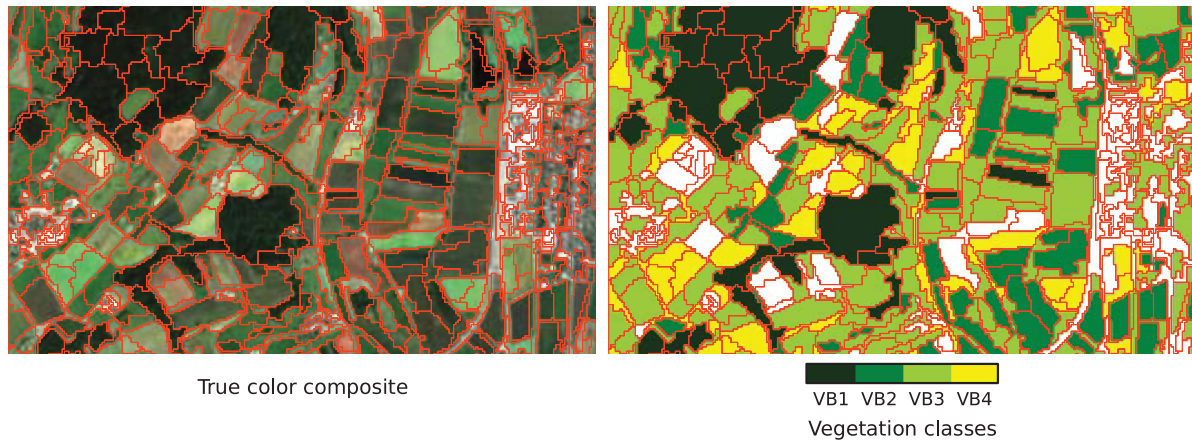 True color composite
VB1 VB2 VB3 VB4
Vegetation classes